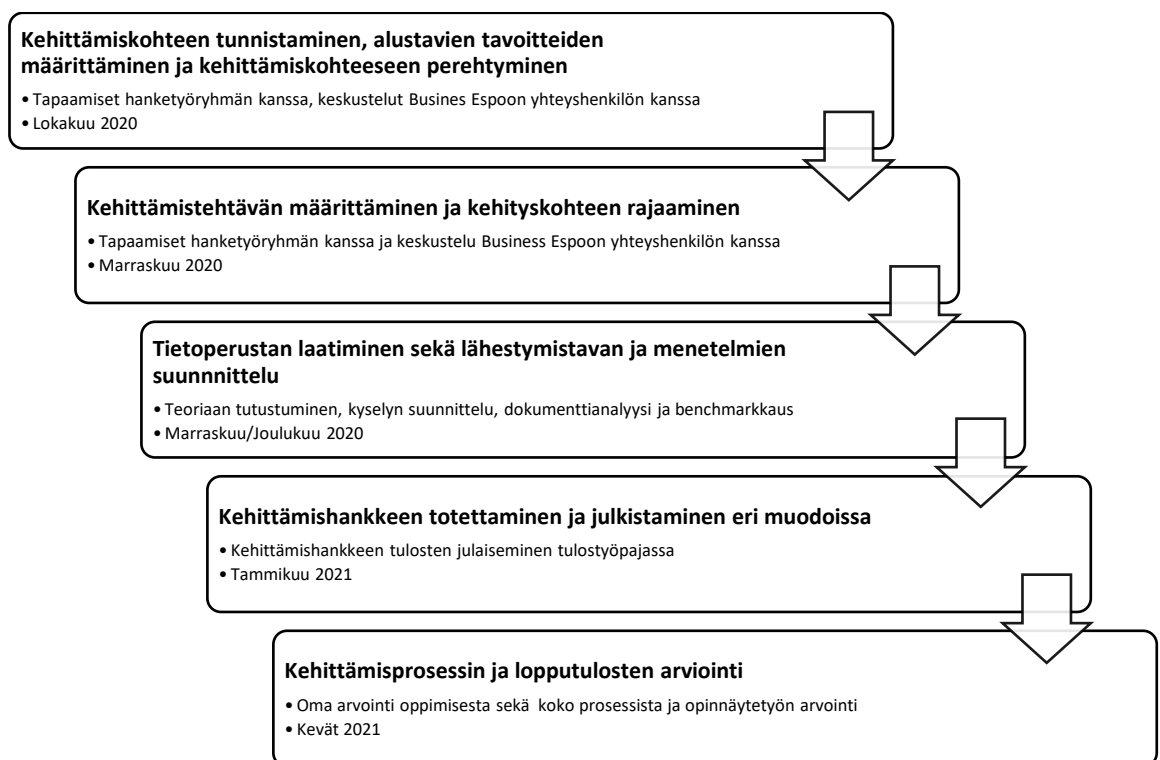 Kehittämiskohteen tunnistaminen, alustavien tavoitteiden
määrittäminen ja kehittämiskohteeseen perehtyminen
• Tapaamiset hanketyöryhmän kanssa, keskustelut Busines Espoon yhteyshenkilön kanssa
• Lokakuu 2020
Kehittämistehtävän määrittäminen ja kehityskohteen rajaaminen
• Tapaamiset hanketyöryhmän kanssa ja keskustelu Business Espoon yhteyshenkilön kanssa
• Marraskuu 2020
Tietoperustan laatiminen sekä lähestymistavan ja menetelmien
suunnnittelu
• Teoriaan tutustuminen, kyselyn suunnittelu, dokumenttianalyysi ja benchmarkkaus
• Marraskuu/Joulukuu 2020
Kehittämishankkeen totettaminen ja julkistaminen eri muodoissa
• Kehittämishankkeen tulosten julaiseminen tulostyöpajassa
• Tammikuu 2021
Kehittämisprosessin ja lopputulosten arviointi
• Oma arvointi oppimisesta sekä koko prosessista ja opinnäytetyön arvointi
• Kevät 2021